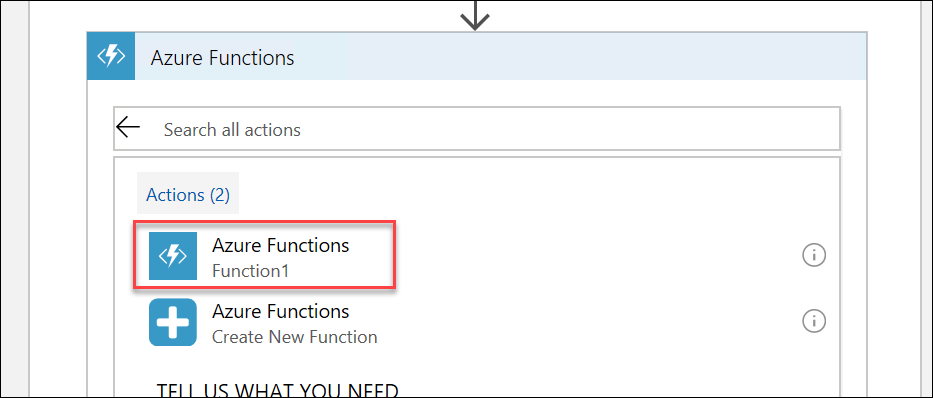 Azure Functions
Search all actions
Actions (2)
Azure Functions
Function1
Azure Functions
Create New Function
TELL US WHAT YOU NEED